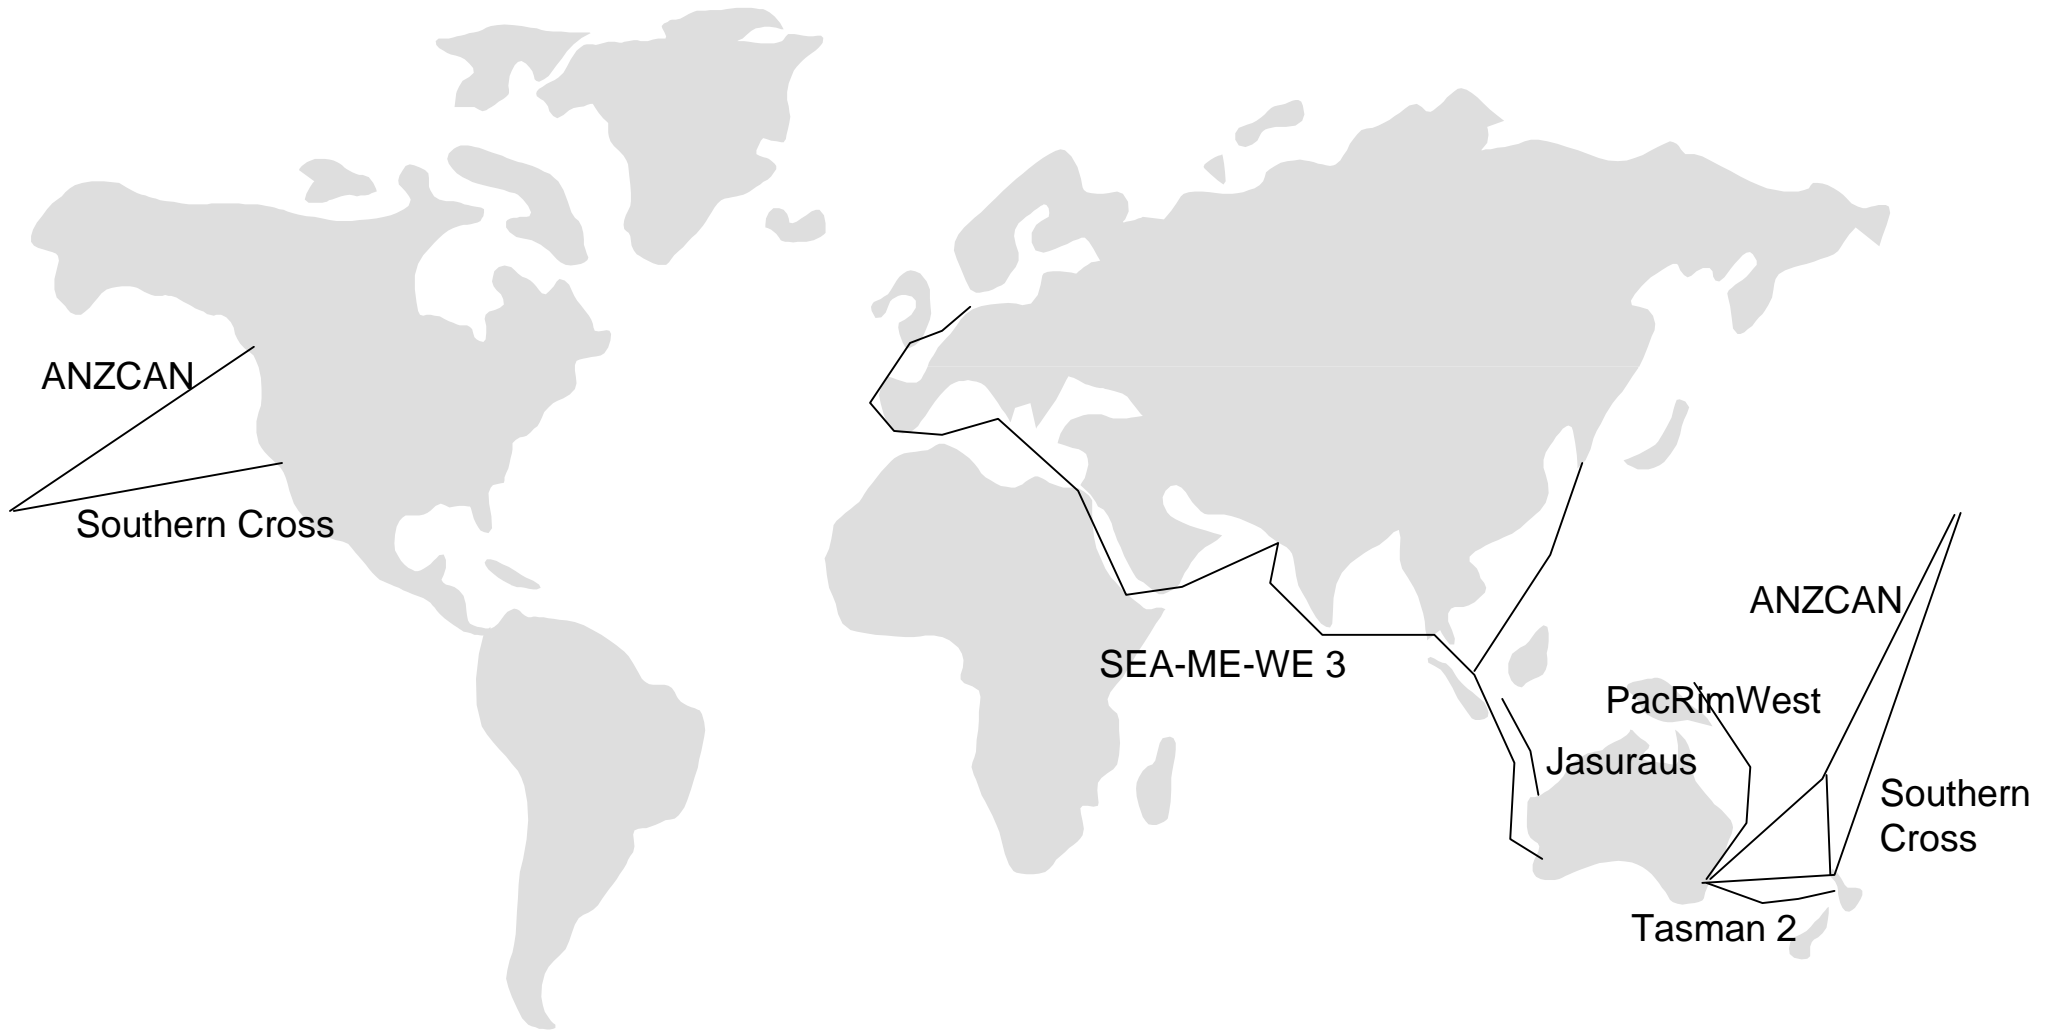 ANZCAN
Southern Cross
SEA-ME-WE 3
ANZCAN
PacRimWest
Jasuraus
Southern
Cross
Tasman 2